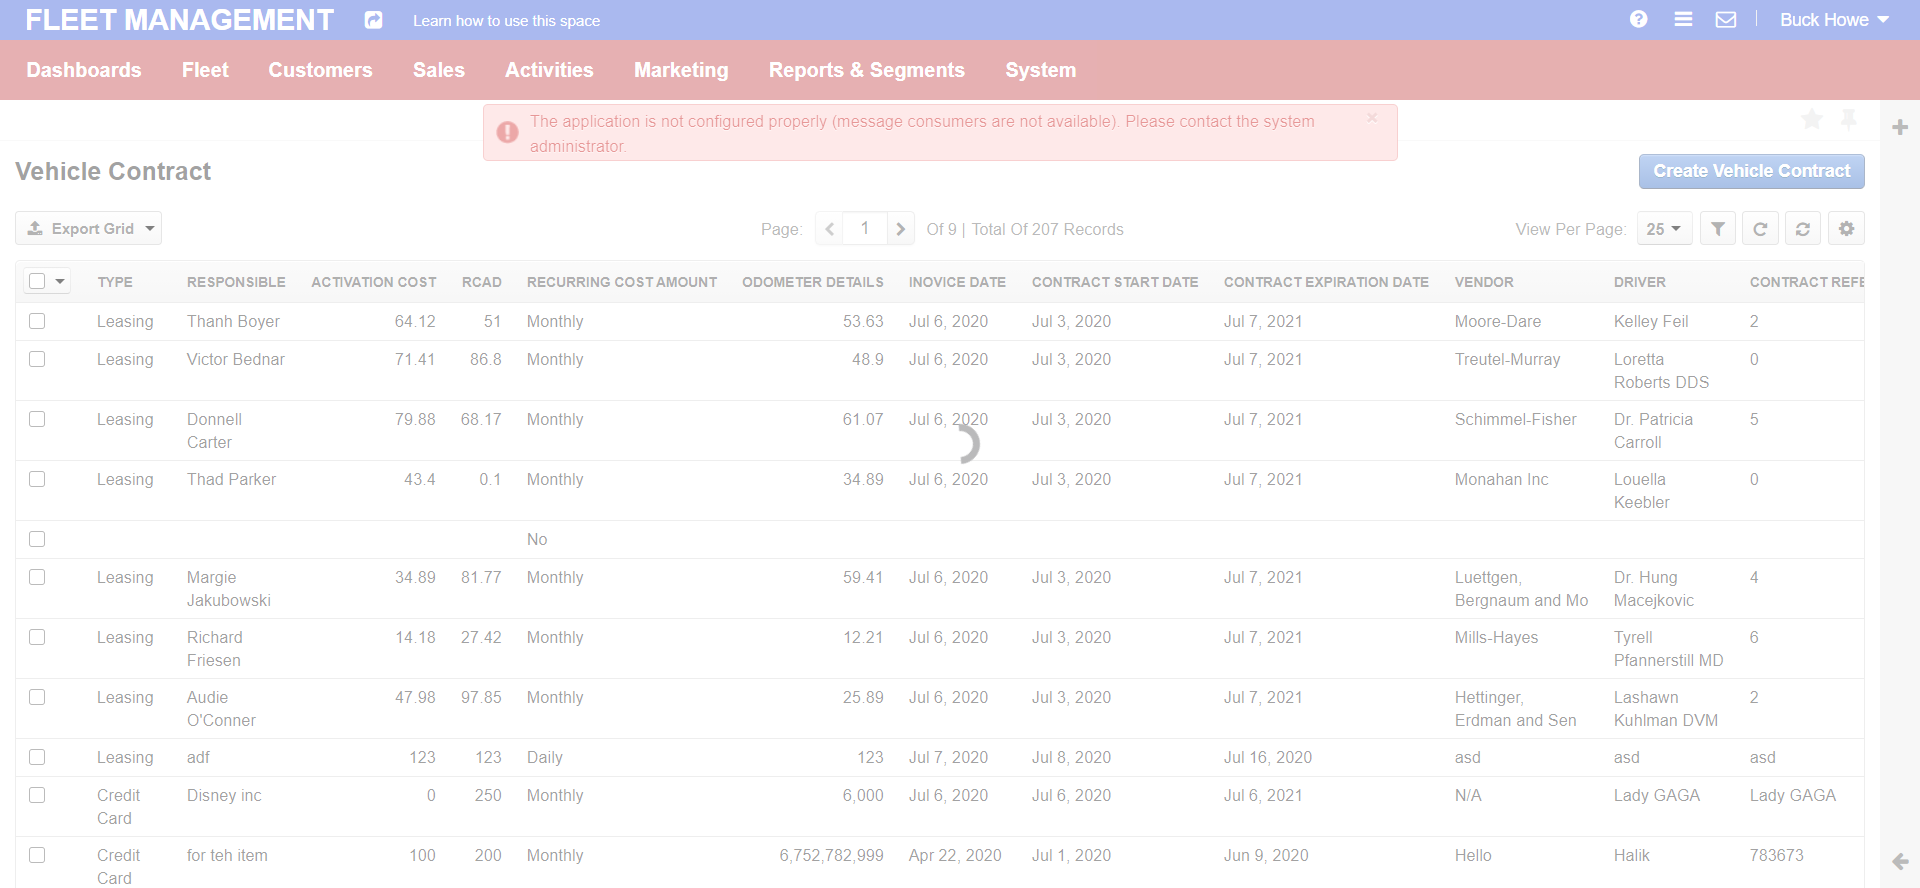 FLEET MANAGEMENT Learn how to use this space Buck Howe
Dashboards Fleet Customers Sales Activities Marketing Reports & Segments System
The application is not configured properly (message consumers are not available). Please contact the system
administrator.
Vehicle Contract Create Vehicle Contract
Export Grid Page: 1 Of 9 | Total Of 207 Records View Per Page: 25
TYPE RESPONSIBLE ACTIVATION COST RCAD RECURRING COST AMOUNT ODOMETER DETAILS INOVICE DATE CONTRACT START DATE CONTRACT EXPIRATION DATE VENDOR DRIVER CONTRACT REFE
Leasing Thanh Boyer 64.12 51 Monthly 53.63 Jul 6, 2020 Jul 3, 2020 Jul 7, 2021 Moore-Dare Kelley Feil 2
Leasing Victor Bednar 71.41 86.8 Monthly 48.9 Jul 6, 2020 Jul 3, 2020 Jul 7, 2021 Treutel-Murray Loretta 0
Roberts DDS
Leasing Donnell 79.88 68.17 Monthly 61.07 Jul 6, 2020 Jul 3, 2020 Jul 7, 2021 Schimmel-Fisher Dr. Patricia 5
Carter Carroll
Leasing Thad Parker 43.4 0.1 Monthly 34.89 Jul 6, 2020 Jul 3, 2020 Jul 7, 2021 Monahan Inc Louella 0
Keebler
No
Leasing Margie 34.89 81.77 Monthly 59.41 Jul 6, 2020 Jul 3, 2020 Jul 7, 2021 Luettgen, Dr. Hung 4
Jakubowski Bergnaum and Mo Macejkovic
Leasing Richard 14.18 27.42 Monthly 12.21 Jul 6, 2020 Jul 3, 2020 Jul 7, 2021 Mills-Hayes Tyrell 6
Friesen Pfannerstill MD
Leasing Audie 47.98 97.85 Monthly 25.89 Jul 6, 2020 Jul 3, 2020 Jul 7, 2021 Hettinger, Lashawn 2
O'Conner Erdman and Sen Kuhlman DVM
Leasing adf 123 123 Daily 123 Jul 7, 2020 Jul 8, 2020 Jul 16, 2020 asd asd asd
Credit Disney inc 0 250 Monthly 6,000 Jul 6, 2020 Jul 6, 2020 Jul 6, 2021 N/A Lady GAGA Lady GAGA
Card
Credit for teh item 100 200 Monthly 6,752,782,999 Apr 22, 2020 Jul 1, 2020 Jun 9, 2020 Hello Halik 783673
Card